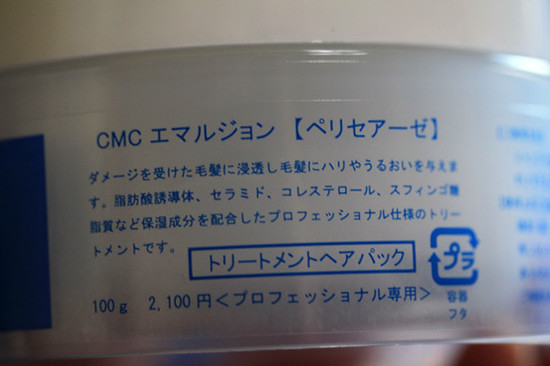 CMC エマルジョン 【ペリセアーゼ】
ダメージを受けた毛髪に浸透し毛髪にハリやうるおいを与えま
す。脂肪酸誘導体、セラミド、コレステロール、スフィンゴ糖
脂質など保湿成分を配合したプロフェッショナル仕様のトリー
トメントです。
トリートメントヘアパック
プラ
容器
フタ
100g 2,100円<プロフェッショナル専用>